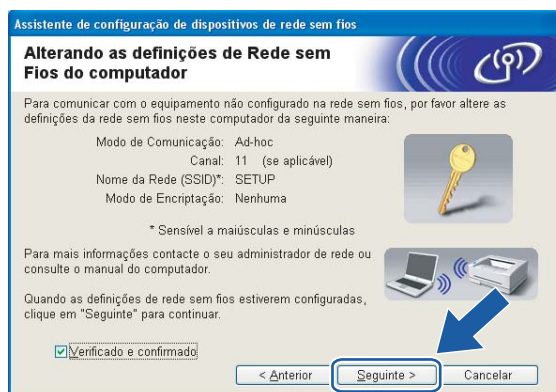 Assistente de configuração de dispositivos de rede sem fios
Alterando as definições de Rede sem
Fios do computador
Para comunicar com o equipamento não configurado na rede sem fios, por favor altere as
definições da rede sem fios neste computador da seguinte maneira:
Modo de Comunicação: Ad-hoc
Canal: 11 (se aplicável)
Nome da Rede (SSID)*: SETUP
Modo de Encriptação: Nenhuma
* Sensível a maiúsculas e minúsculas
Para mais informações contacte o seu administrador de rede ou
consulte o manual do computador.
Quando as definições de rede sem fios estiverem configuradas,
clique em "Seguinte" para continuar.
Verificado e confirmado
< Anterior Seguinte > Cancelar